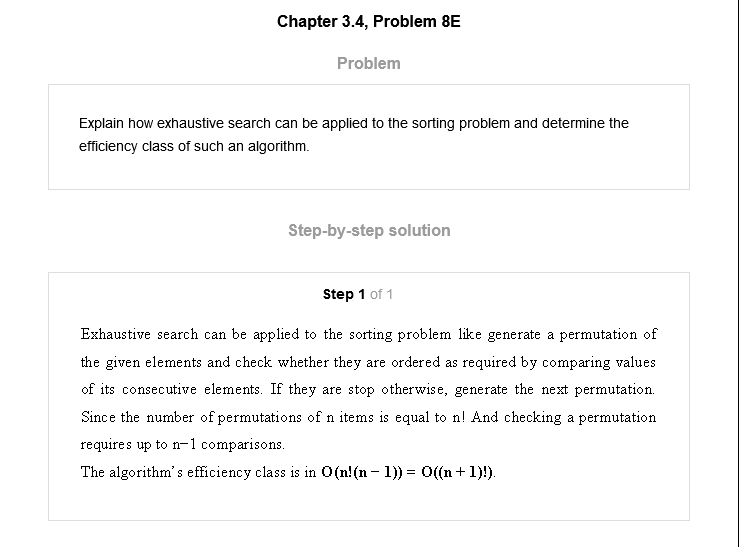 Chapter 3.4, Problem 8E
Problem
Explain how exhaustive search can be applied to the sorting problem and determine the
efficiency class of such an algorithm.
Step-by-step solution
Step 1 of 1
Exhaustive search can be applied to the sorting problem like generate a permutation of
the given elements and check whether they are ordered as required by comparing values
of its consecutive elements. If they are stop otherwise, generate the next permutation.
Since the number of permutations of n items is equal to n! And checking a permutation
requires up to n−1 comparisons.
The algorithm's efficiency class is in O(n!(n − 1)) = O((n + 1)!).